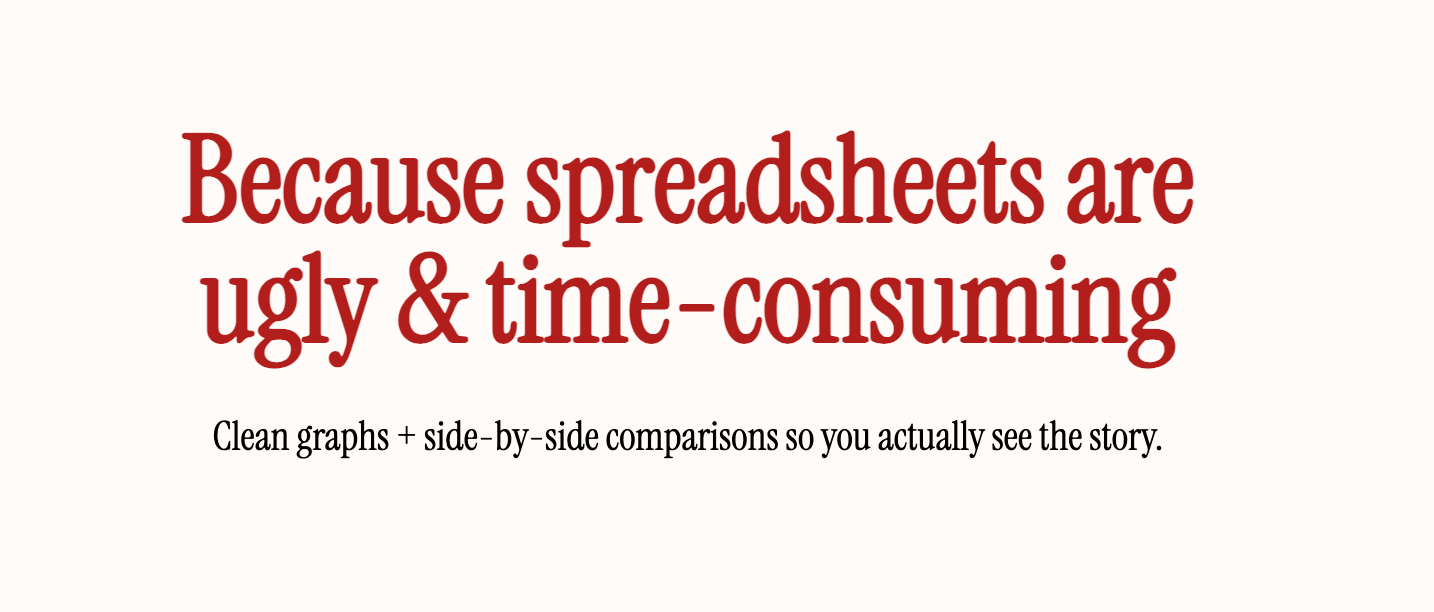 Because spreadsheets are
ugly & time-consuming
Clean graphs + side-by-side comparisons so you actually see the story.